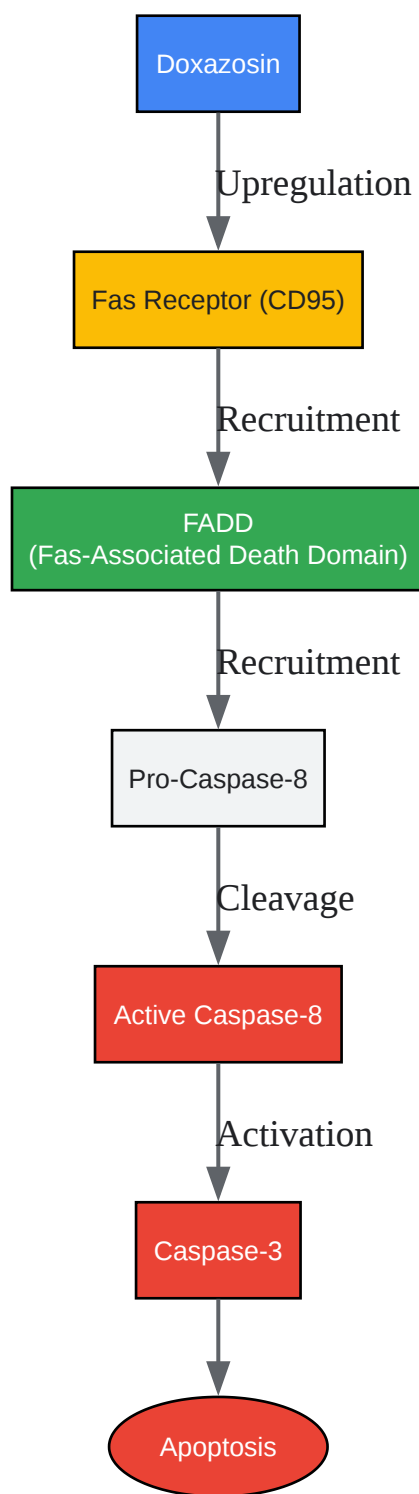 Doxazosin
Upregulation
Fas Receptor (CD95)
Recruitment
FADD
(Fas-Associated Death Domain)
Recruitment
Pro-Caspase-8
Cleavage
Active Caspase-8
Activation
Caspase-3
Apoptosis